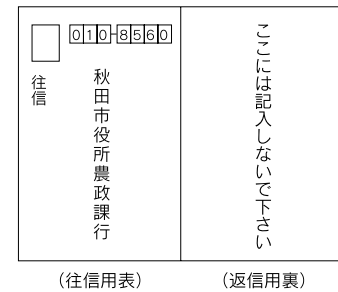 010-8560
往信
秋田市役所農政課行
ここには記入しないで下さい
(往信用表)
(返信用裏)